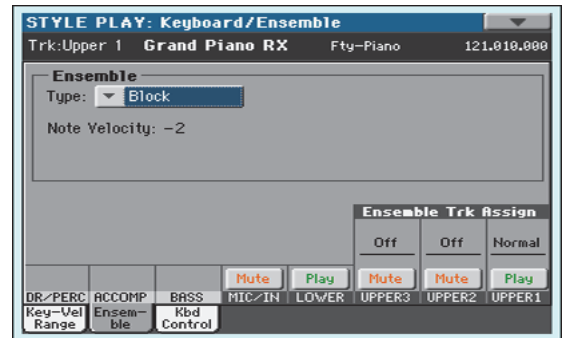 STYLE PLAY: Keyboard/Ensemble
Trk:Upper 1 Grand Piano RX Fty-Piano 121.010.000
Ensemble
Type: Block
Note Velocity: -2
Ensemble Trk Assign
Off Off Normal
Mute Play Mute Mute Play
DR/PERC ACCOMP BASS MIC/IN LOWER UPPER3 UPPER2 UPPER1
Key-Vel Ensem- Kbd
Range ble Control